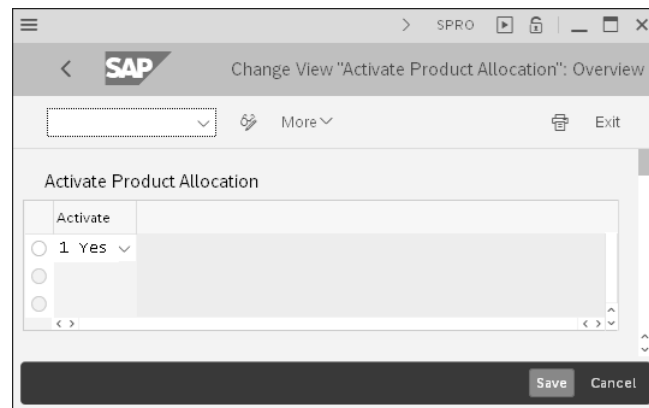 SPRO
SAP Change View "Activate Product Allocation": Overview
More Exit
Activate Product Allocation
Activate
1 Yes
Save Cancel